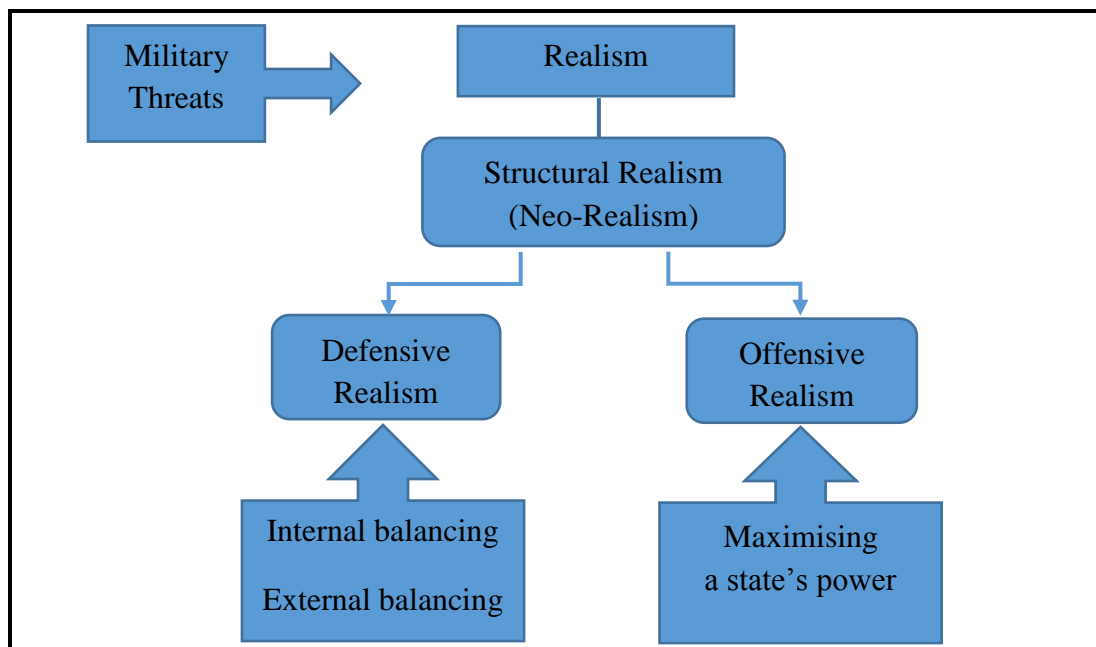 Military
Threats
Realism
Structural Realism
(Neo-Realism)
Defensive
Realism
Offensive
Realism
Internal balancing
External balancing
Maximising
a state’s power